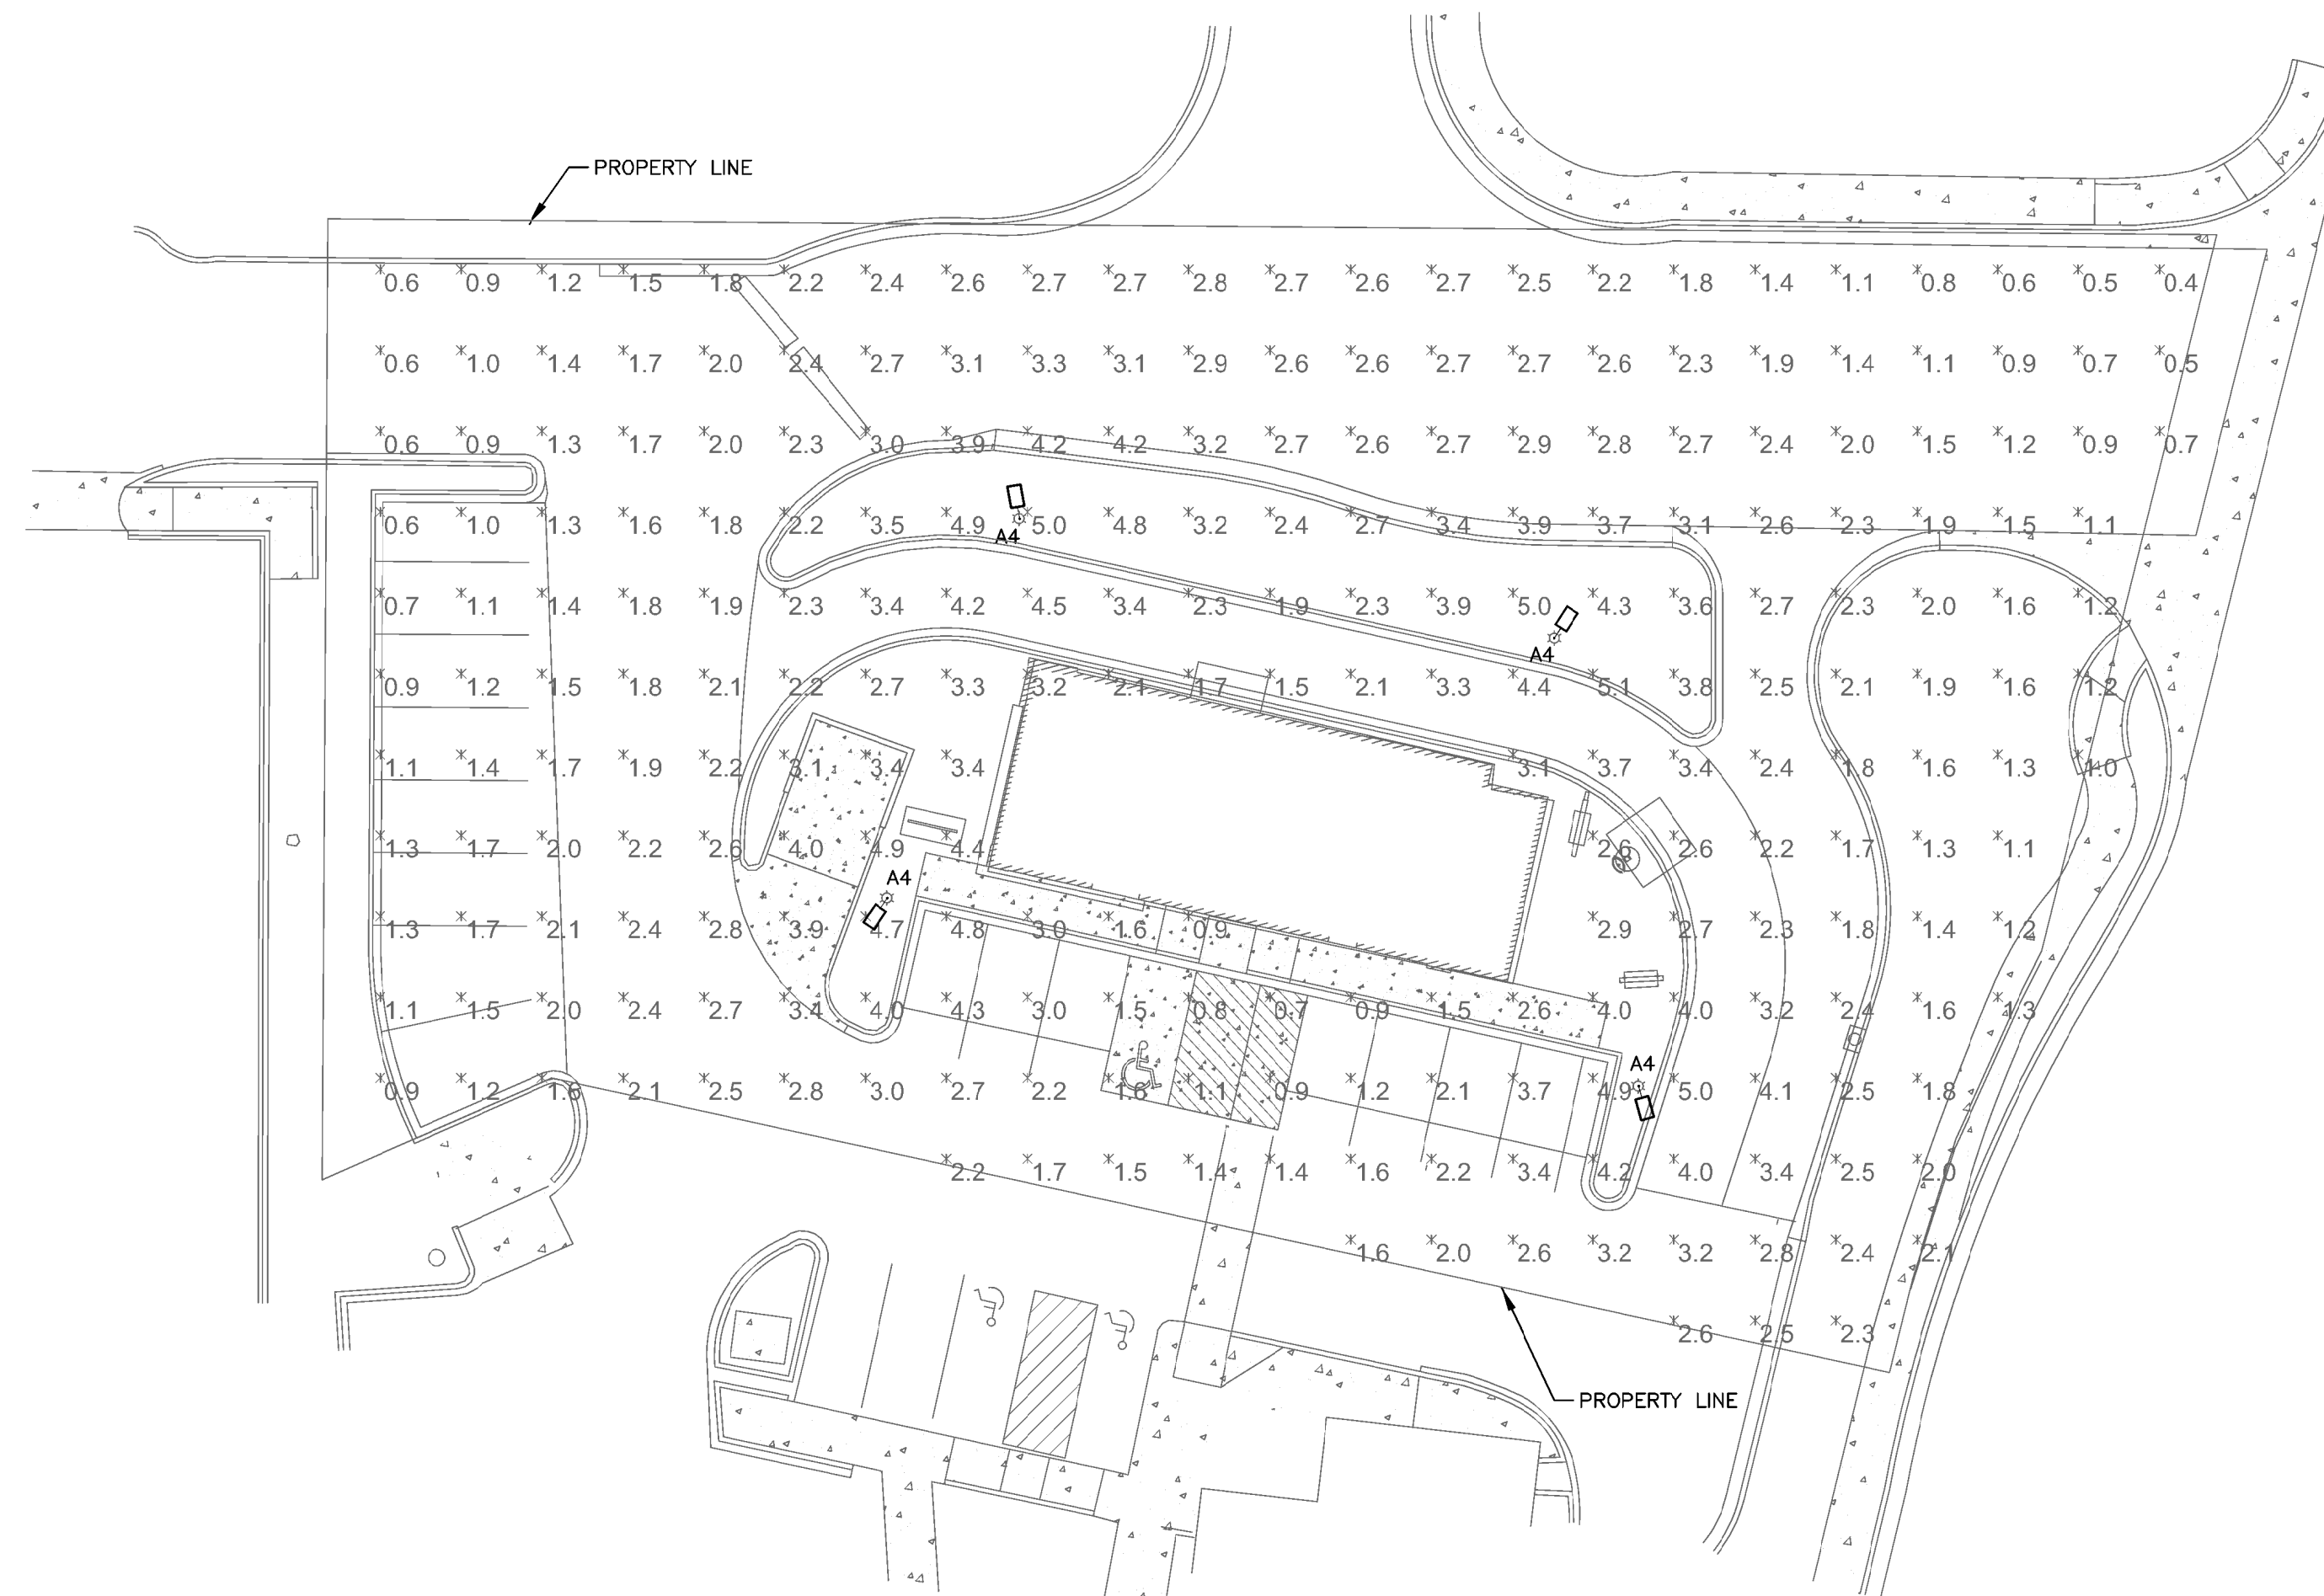 PROPERTY LINE
0.6 0.9 1.2 1.5 1.8 2.2 2.4 2.6 2.7 2.7 2.8 2.7 2.6 2.7 2.5 2.2 1.8 1.4 1.1 0.8 0.6 0.5 0.4
0.6 1.0 1.4 1.7 2.0 2.4 2.7 3.1 3.3 3.1 2.9 2.6 2.6 2.7 2.7 2.6 2.3 1.9 1.4 1.1 0.9 0.7 0.5
0.6 0.9 1.3 1.7 2.0 2.3 3.0 3.9 4.2 4.2 3.2 2.7 2.6 2.7 2.9 2.8 2.7 2.4 2.0 1.5 1.2 0.9 0.7
0.6 1.0 1.3 1.6 1.8 2.2 3.5 4.9 5.0 4.8 3.2 2.4 2.7 3.4 3.9 3.7 3.1 2.6 2.3 1.9 1.5 1.1
A4
0.7 1.1 1.4 1.8 1.9 2.3 3.4 4.2 4.5 3.4 2.3 1.9 2.3 3.9 5.0 4.3 3.6 2.7 2.3 2.0 1.6 1.2
A4
0.9 1.2 1.5 1.8 2.1 2.2 2.7 3.3 3.2 2.1 1.7 1.5 2.1 3.3 4.4 5.1 3.8 2.5 2.1 1.9 1.6 1.2
1.1 1.4 1.7 1.9 2.2 3.1 3.4 3.4 3.1 3.7 3.4 2.4 1.8 1.6 1.3 1.0
1.3 1.7 2.0 2.2 2.6 4.0 4.9 4.4 2.6 2.6 2.2 1.7 1.3 1.1
A4
1.3 1.7 2.1 2.4 2.8 3.9 4.7 4.8 3.0 1.6 0.9 2.9 2.7 2.3 1.8 1.4 1.2
1.1 1.5 2.0 2.4 2.7 3.4 4.0 4.3 3.0 1.5 0.8 0.7 0.9 1.5 2.6 4.0 4.0 3.2 2.4 1.6 1.3
A4
0.9 1.2 1.6 2.1 2.5 2.8 3.0 2.7 2.2 1.6 1.1 0.9 1.2 2.1 3.7 4.9 5.0 4.1 2.5 1.8
2.2 1.7 1.5 1.4 1.4 1.6 2.2 3.4 4.2 4.0 3.4 2.5 2.0
1.6 2.0 2.6 3.2 3.2 2.8 2.4 2.1
2.6 2.5 2.3
PROPERTY LINE